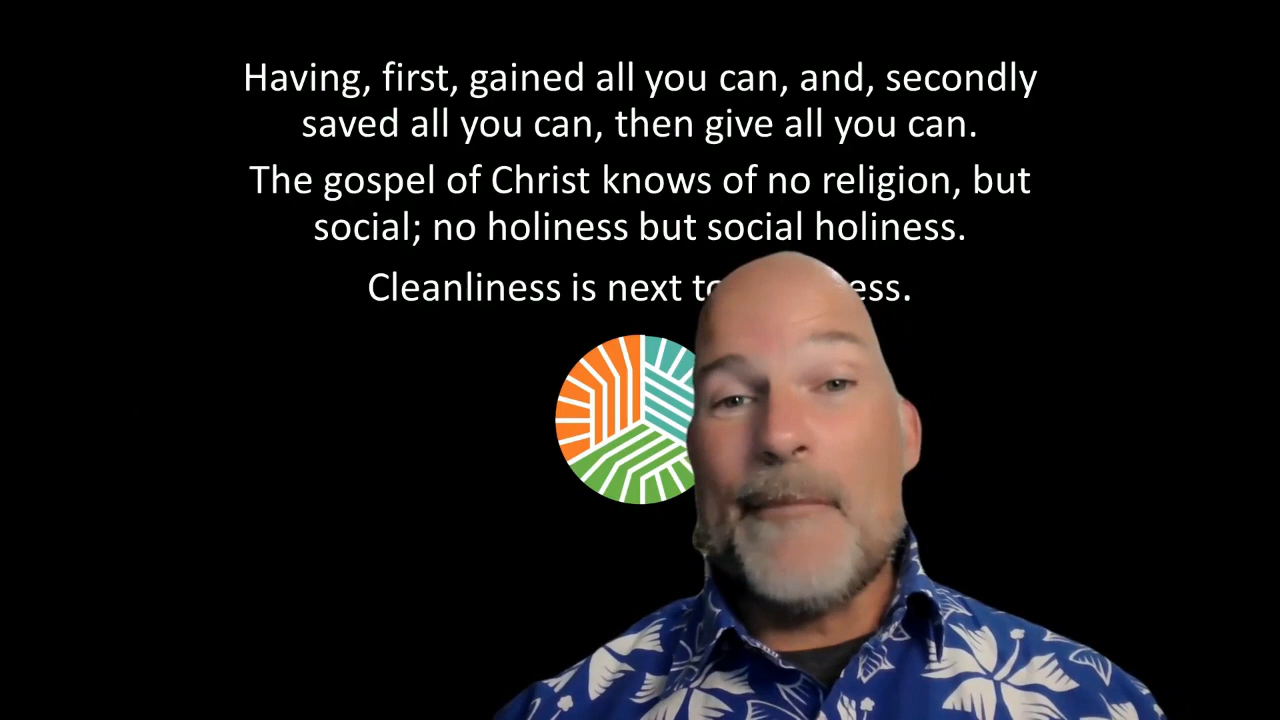 Having, first, gained all you can, and, secondly
saved all you can, then give all you can.
The gospel of Christ knows of no religion, but
social; no holiness but social holiness.
Cleanliness is next